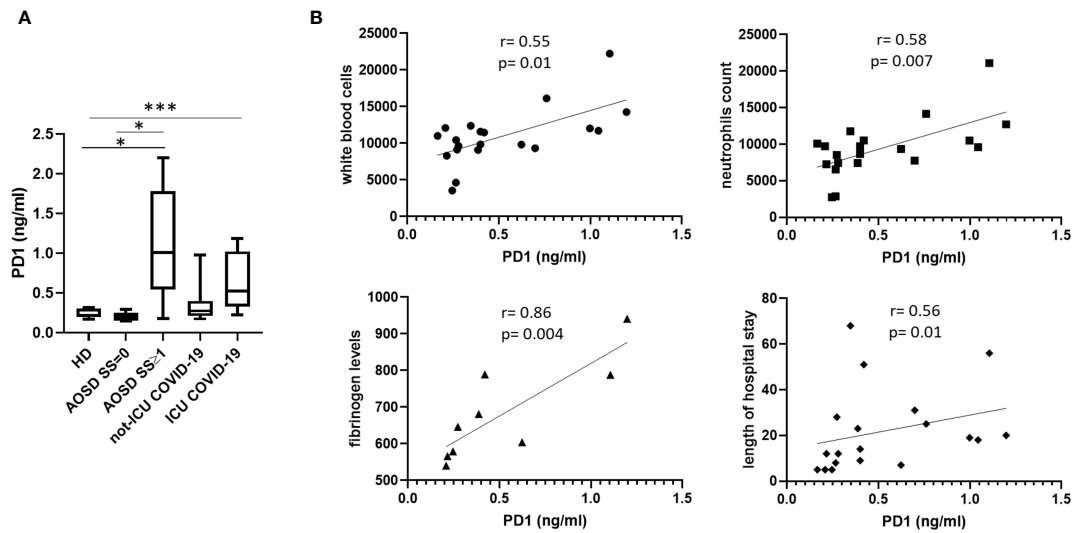 A
B
***
*
*
PD1 (ng/ml)
2.5
2.0
1.5
1.0
0.5
0.0
HD
AOSD SS=0
AOSD SS≥1
not-ICU COVID-19
ICU COVID-19
white blood cells
25000
20000
15000
10000
5000
0
r= 0.55
p= 0.01
0.0 0.5 1.0 1.5
PD1 (ng/ml)
neutrophils count
25000
20000
15000
10000
5000
0
r= 0.58
p= 0.007
0.0 0.5 1.0 1.5
PD1 (ng/ml)
fibrinogen levels
1000
900
800
700
600
500
r= 0.86
p= 0.004
0.0 0.5 1.0 1.5
PD1 (ng/ml)
length of hospital stay
80
60
40
20
0
r= 0.56
p= 0.01
0.0 0.5 1.0 1.5
PD1 (ng/ml)